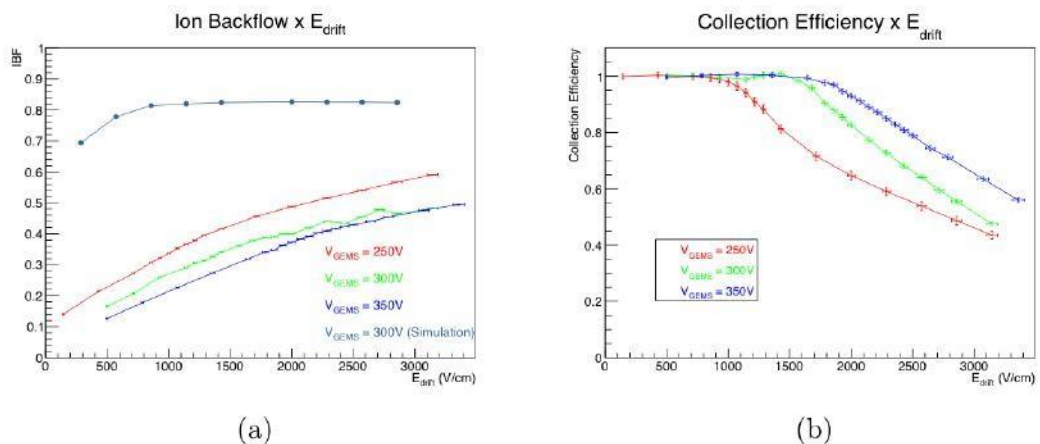 Ion Backflow x E_drift
IBF
1
0.9
0.8
0.7
0.6
0.5
0.4
0.3
0.2
0.1
0
0 500 1000 1500 2000 2500 3000
E_drift (V/cm)
V_GEMS = 250V
V_GEMS = 300V
V_GEMS = 350V
V_GEMS = 300V (Simulation)
(a)
Collection Efficiency x E_drift
Collection Efficiency
1
0.8
0.6
0.4
0.2
0
0 500 1000 1500 2000 2500 3000
E_drift (V/cm)
V_GEMS = 250V
V_GEMS = 300V
V_GEMS = 350V
(b)